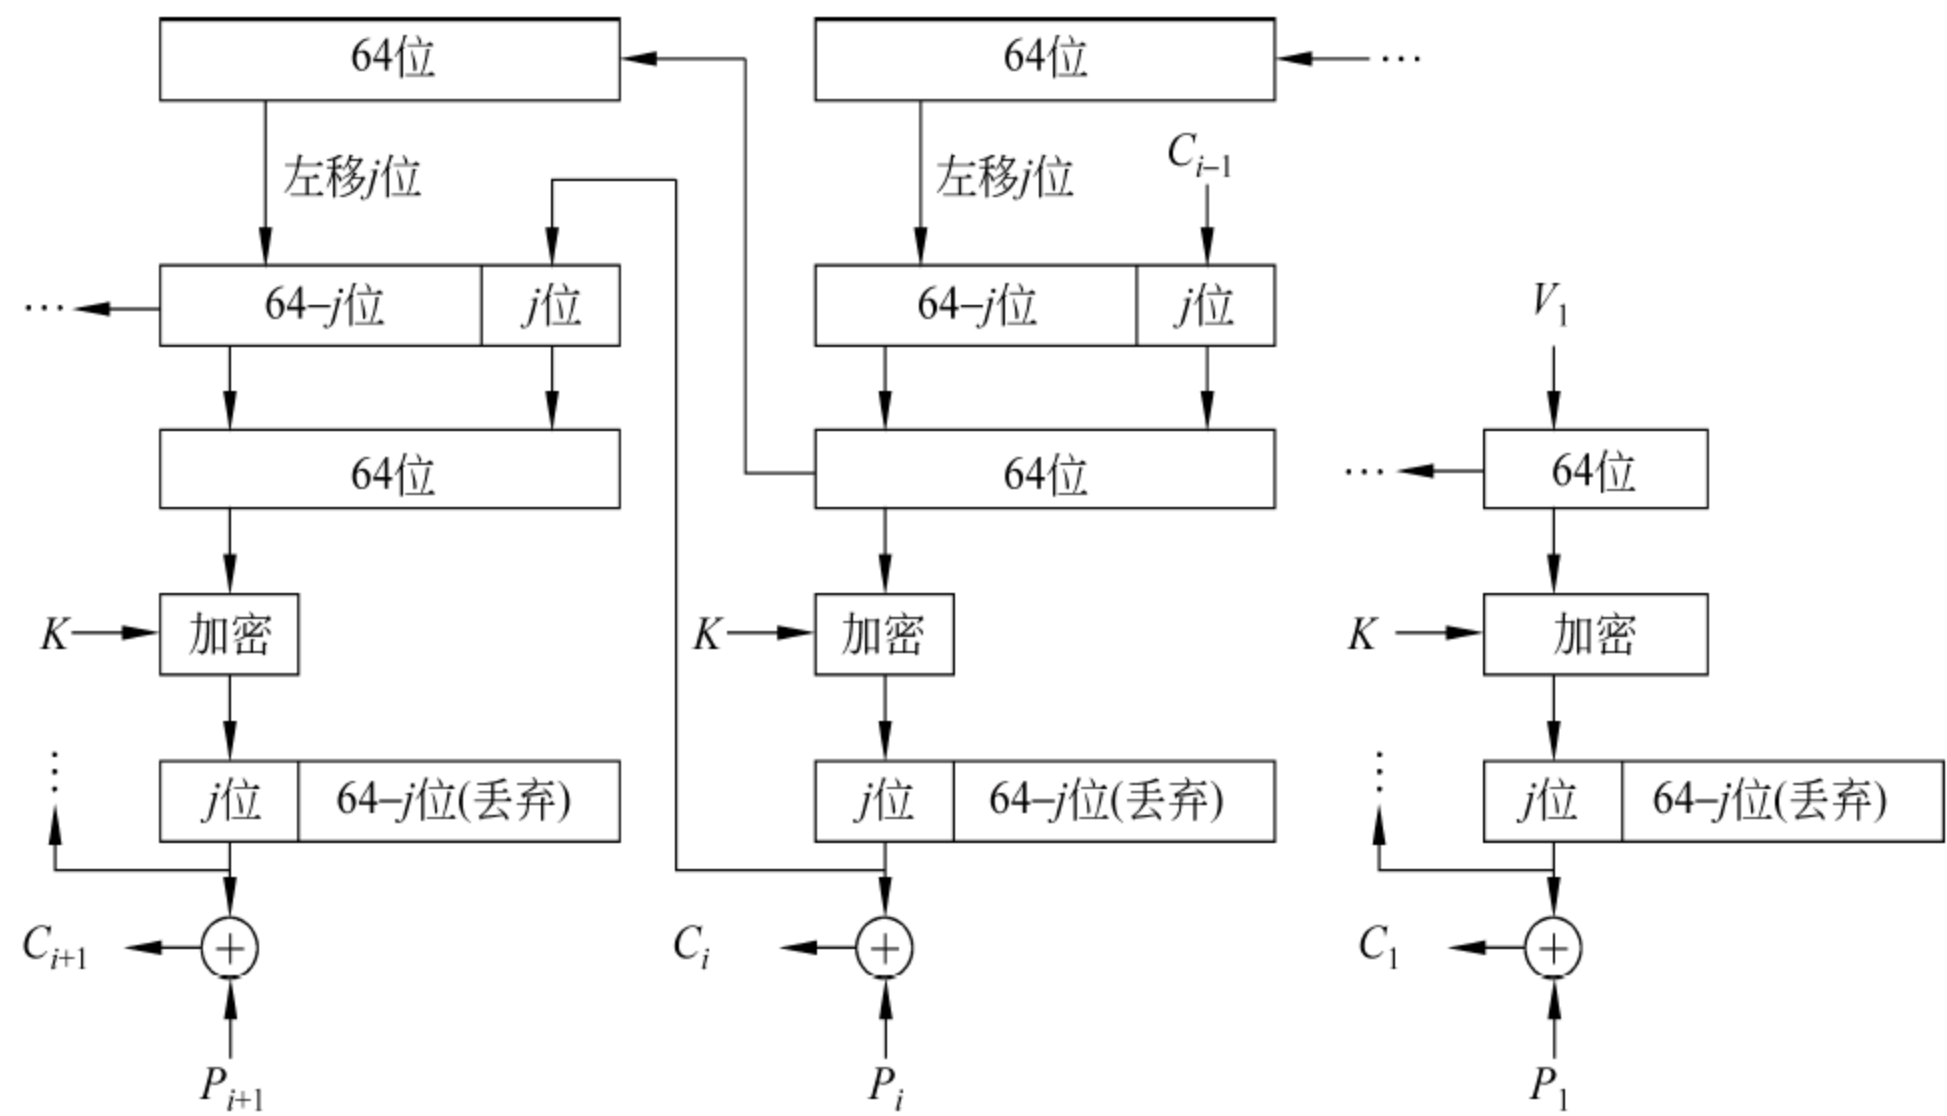 64位 64位 …
左移j位 左移j位 C_{i–1}
… 64–j位 j位 64–j位 j位 V_1
64位 64位 … 64位
K 加密 K 加密 K 加密
⋮ j位 64–j位(丢弃) j位 64–j位(丢弃) ⋮ j位 64–j位(丢弃)
C_{i+1} + C_i + C_1 +
P_{i+1} P_i P_1